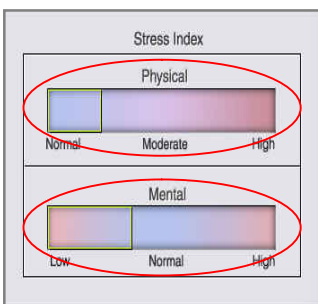 Stress Index
Physical
Normal Moderate High
Mental
Low Normal High